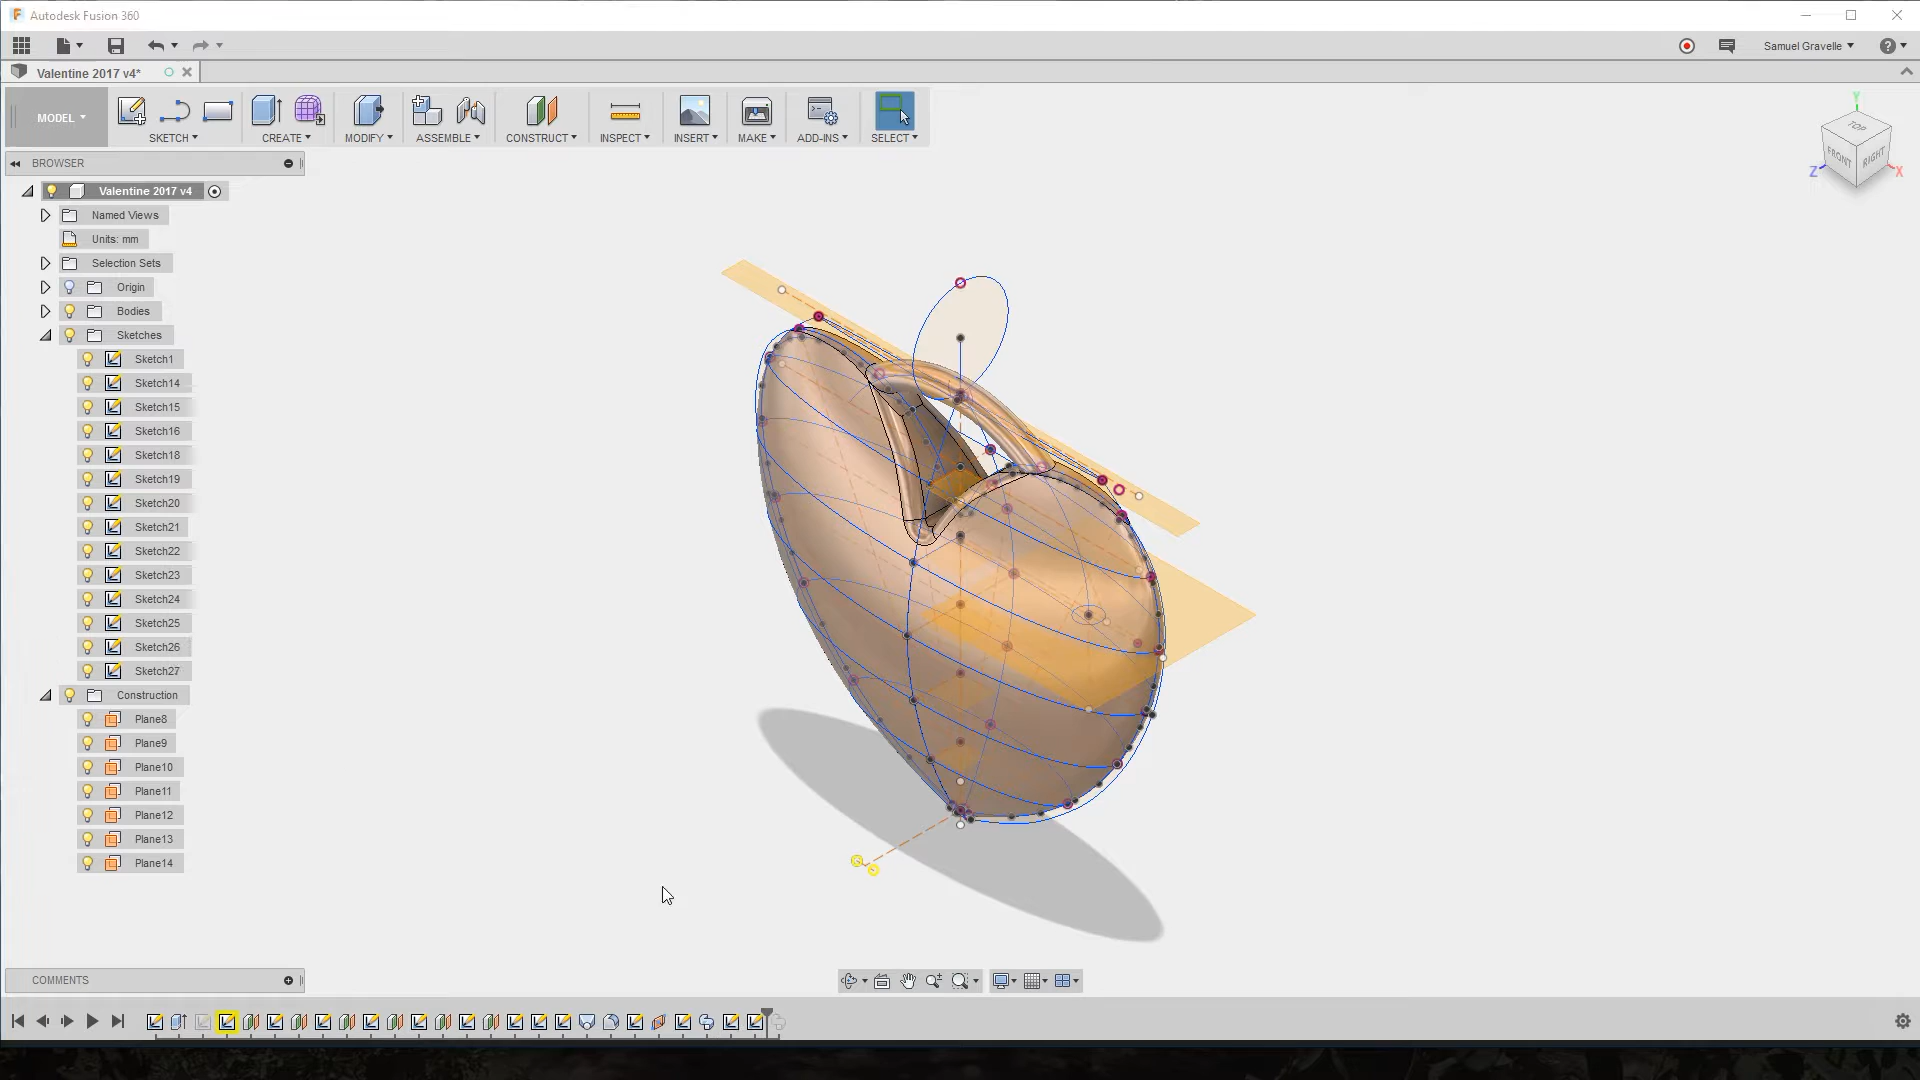 Autodesk Fusion 360
Samuel Gravelle
Valentine 2017 v4*
MODEL
SKETCH
CREATE
MODIFY
ASSEMBLE
CONSTRUCT
INSPECT
INSERT
MAKE
ADD-INS
SELECT
Y
TOP
FRONT
RIGHT
Z
X
BROWSER
Valentine 2017 v4
Named Views
Units: mm
Selection Sets
Origin
Bodies
Sketches
Sketch1
Sketch14
Sketch15
Sketch16
Sketch18
Sketch19
Sketch20
Sketch21
Sketch22
Sketch23
Sketch24
Sketch25
Sketch26
Sketch27
Construction
Plane8
Plane9
Plane10
Plane11
Plane12
Plane13
Plane14
COMMENTS